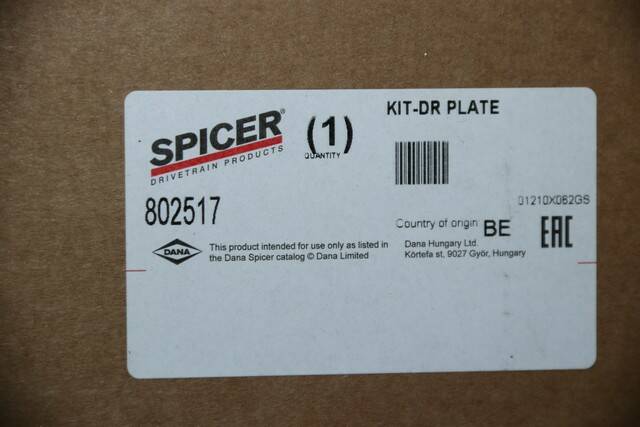 SPICER®
DRIVETRAIN PRODUCTS
(1)
QUANTITY
KIT-DR PLATE
802517
01210X062GS
Country of origin: BE
EAC
DANA
This product intended for use only as listed in
the Dana Spicer catalog © Dana Limited
Dana Hungary Ltd.
Körtefa st, 9027 Győr, Hungary